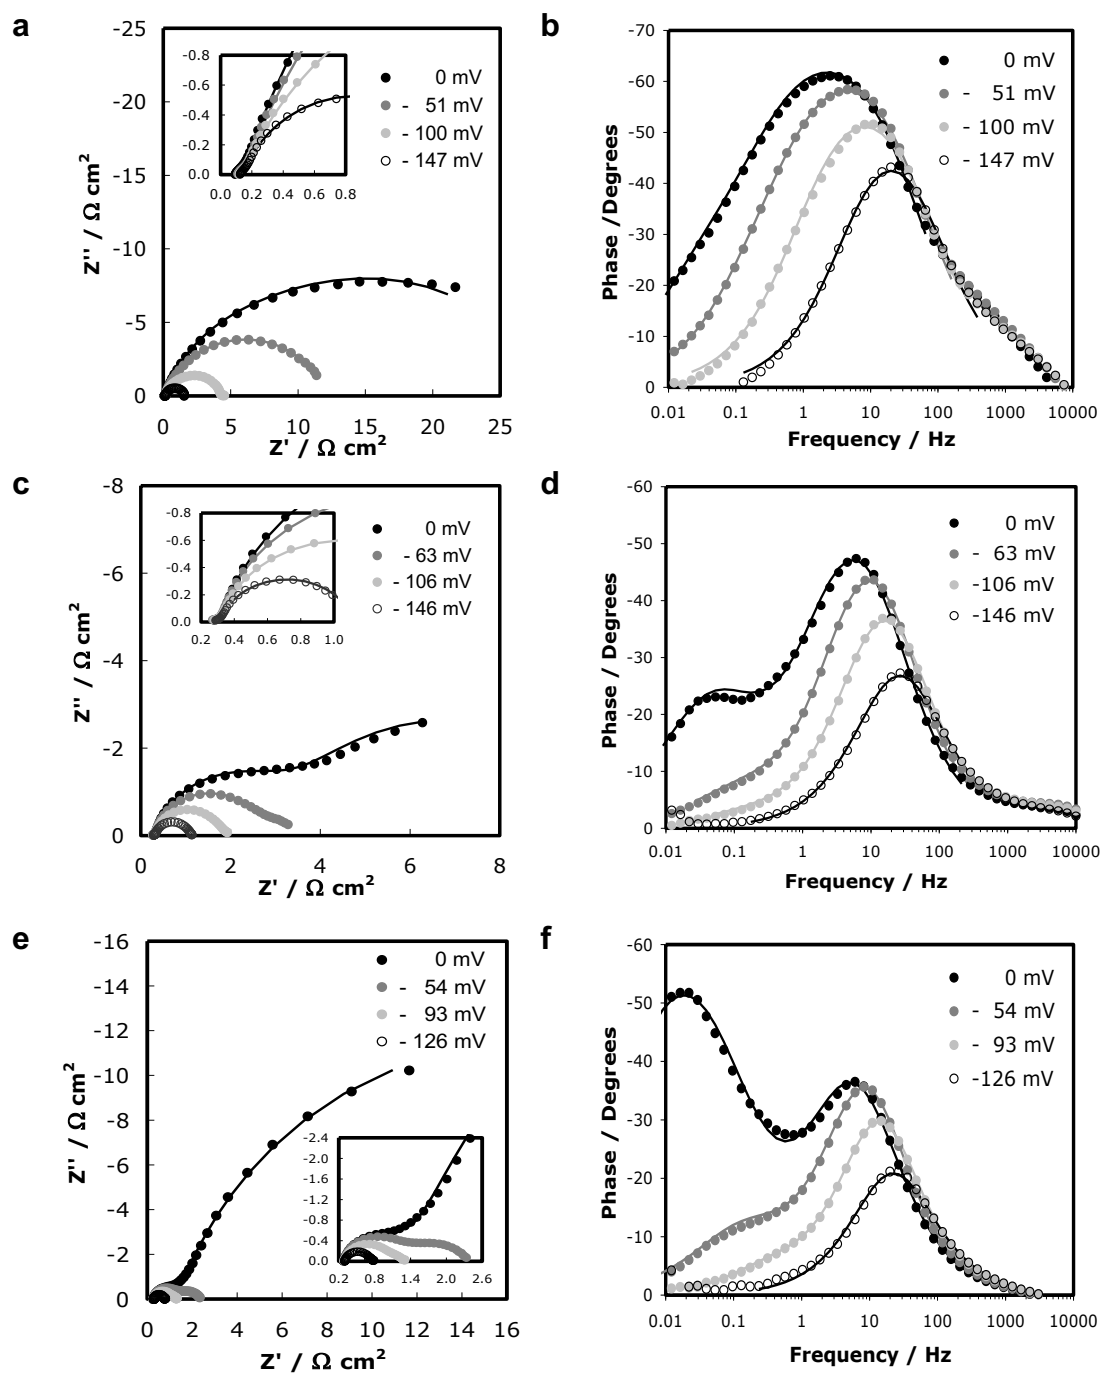 a
-25
-20
-15
-10
-5
0
0 5 10 15 20 25
Z' / Ω cm²
Z'' / Ω cm²
-0.8
-0.6
-0.4
-0.2
0.0
0.0 0.2 0.4 0.6 0.8
0 mV
- 51 mV
- 100 mV
- 147 mV
b
-70
-60
-50
-40
-30
-20
-10
0
0.01 0.1 1 10 100 1000 10000
Frequency / Hz
Phase /Degrees
0 mV
- 51 mV
- 100 mV
- 147 mV
c
-8
-6
-4
-2
0
0 2 4 6 8
Z' / Ω cm²
Z'' / Ω cm²
-0.8
-0.6
-0.4
-0.2
0.0
0.2 0.4 0.6 0.8 1.0
0 mV
- 63 mV
- 106 mV
- 146 mV
d
-60
-50
-40
-30
-20
-10
0
0.01 0.1 1 10 100 1000 10000
Frequency / Hz
Phase / Degrees
0 mV
- 63 mV
-106 mV
-146 mV
e
-16
-14
-12
-10
-8
-6
-4
-2
0
0 2 4 6 8 10 12 14 16
Z' / Ω cm²
Z'' / Ω cm²
0 mV
- 54 mV
- 93 mV
- 126 mV
-2.4
-2.0
-1.6
-1.2
-0.8
-0.4
0.0
0.2 0.8 1.4 2.0 2.6
f
-60
-50
-40
-30
-20
-10
0
0.01 0.1 1 10 100 1000 10000
Frequency / Hz
Phase / Degrees
0 mV
- 54 mV
- 93 mV
-126 mV